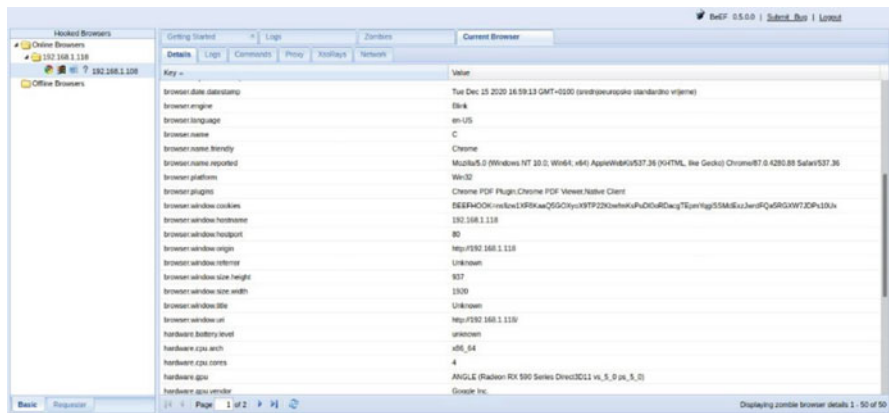 BeEF 0.5.0.0 | Submit Bug | Logout
Hooked Browsers
Online Browsers
192.168.1.118
? 192.168.1.108
Offline Browsers
Basic Requester
Getting Started Logs Zombies Current Browser
Details Logs Commands Proxy XssRays Network
Key Value
browser.date.datestamp Tue Dec 15 2020 16:59:13 GMT+0100 (srednjoeuropsko standardno vrijeme)
browser.engine Blink
browser.language en-US
browser.name C
browser.name.friendly Chrome
browser.name.reported Mozilla/5.0 (Windows NT 10.0; Win64; x64) AppleWebKit/537.36 (KHTML, like Gecko) Chrome/87.0.4280.88 Safari/537.36
browser.platform Win32
browser.plugins Chrome PDF Plugin,Chrome PDF Viewer,Native Client
browser.window.cookies
browser.window.hostname 192.168.1.118
browser.window.hostport 80
browser.window.origin http://192.168.1.118
browser.window.referrer Unknown
browser.window.size.height 937
browser.window.size.width 1920
browser.window.title Unknown
browser.window.uri http://192.168.1.118/
hardware.battery.level unknown
hardware.cpu.arch x86_64
hardware.cpu.cores 4
hardware.gpu ANGLE (Radeon RX 590 Series Direct3D11 vs_5_0 ps_5_0)
hardware.gpu.vendor Google Inc.
Page 1 of 2
Displaying zombie browser details 1 - 50 of 50